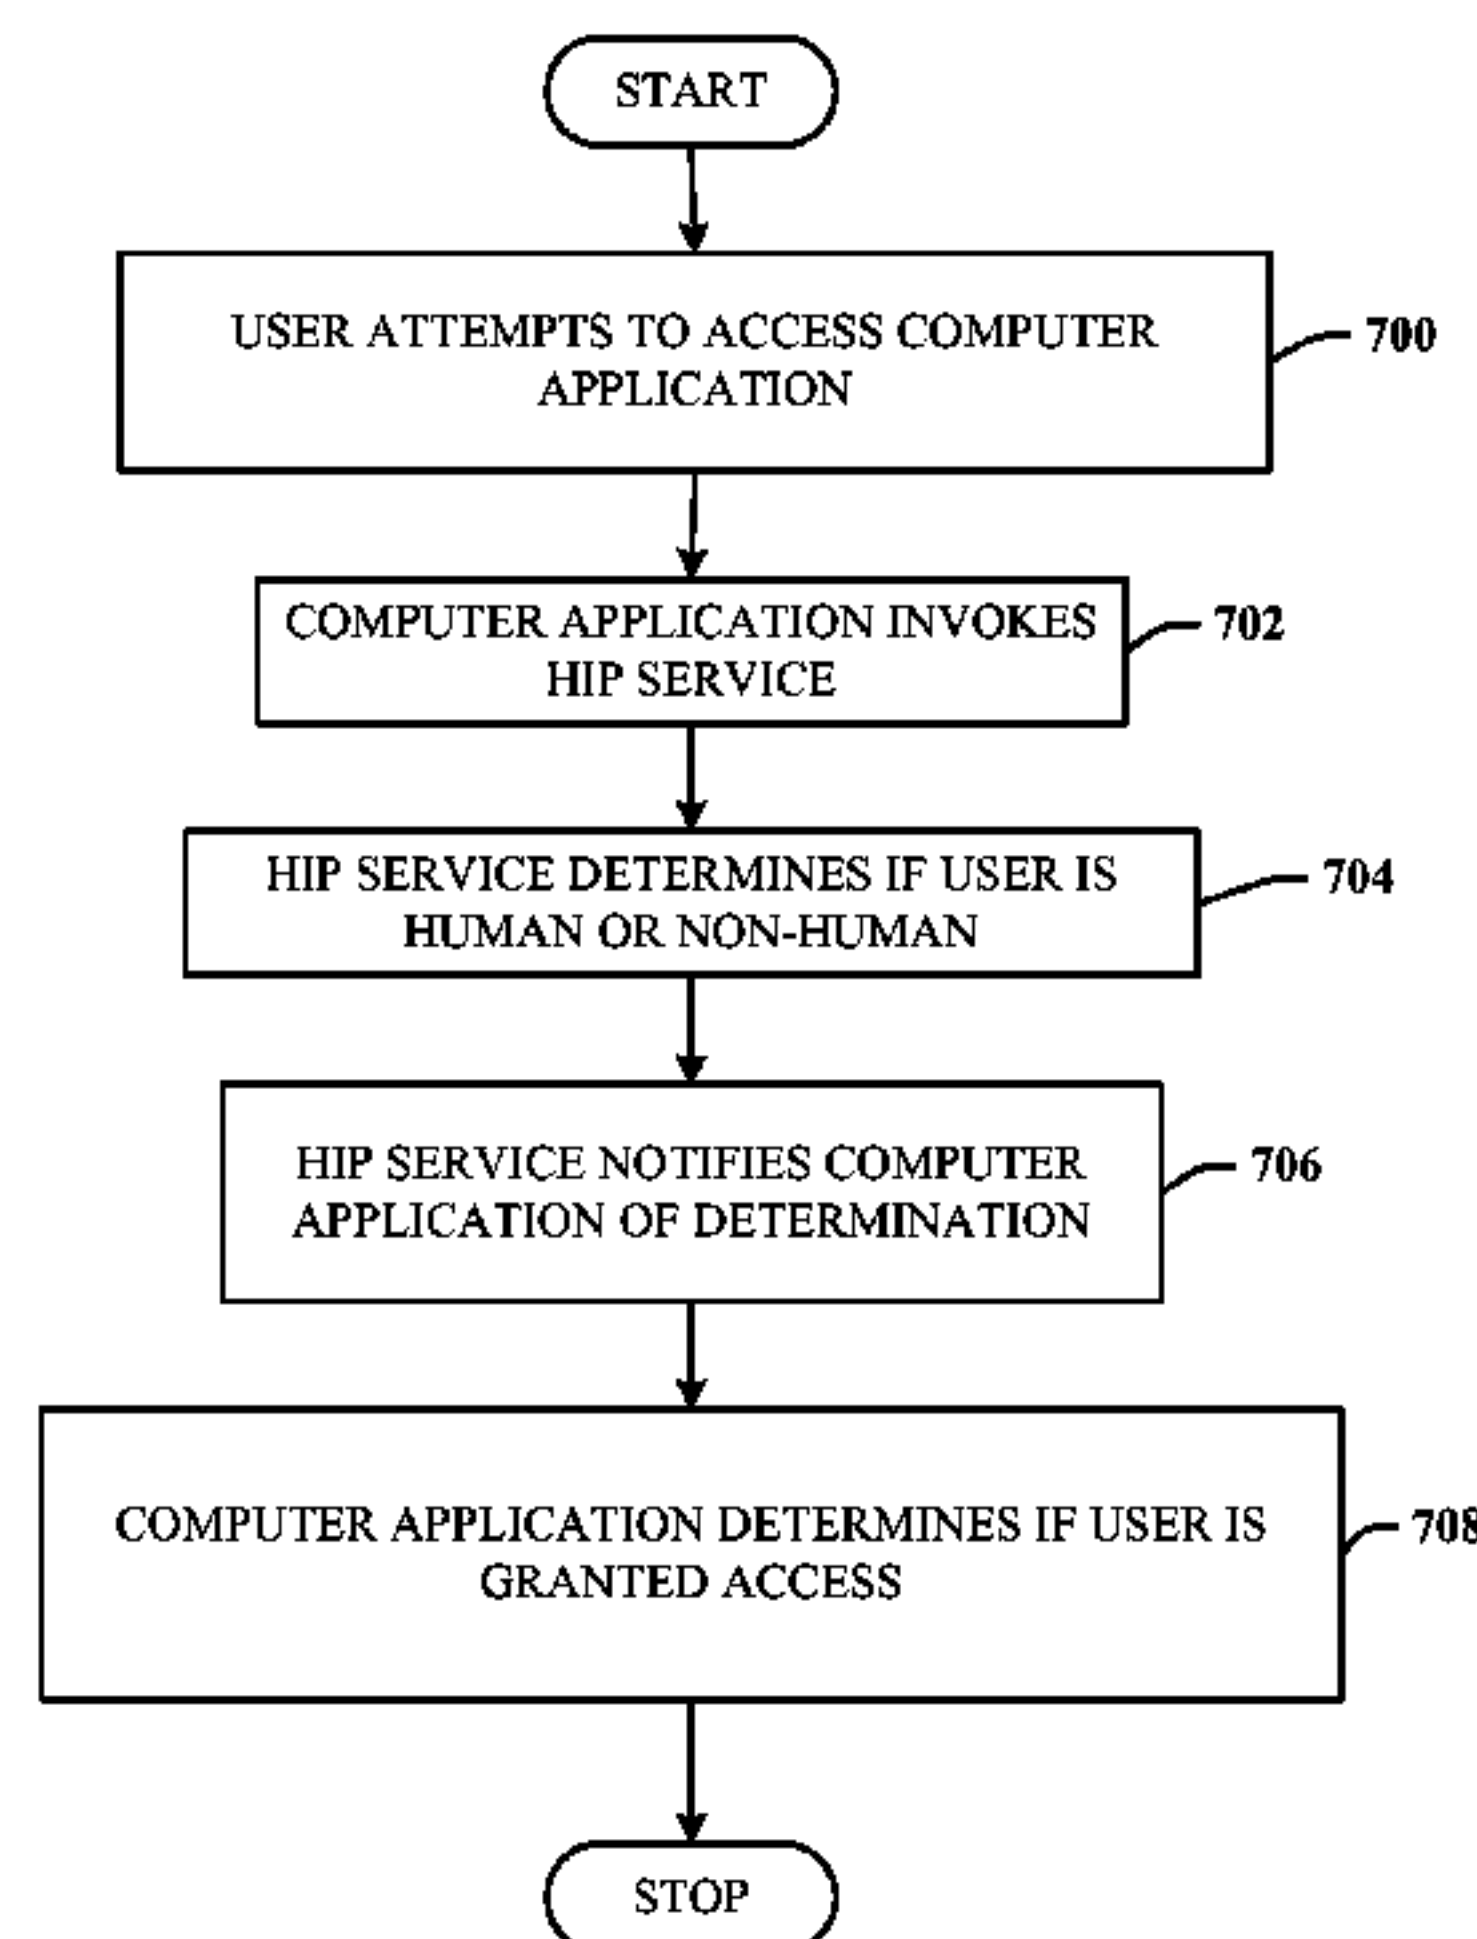 START
USER ATTEMPTS TO ACCESS COMPUTER
APPLICATION
700
COMPUTER APPLICATION INVOKES
HIP SERVICE
702
HIP SERVICE DETERMINES IF USER IS
HUMAN OR NON-HUMAN
704
HIP SERVICE NOTIFIES COMPUTER
APPLICATION OF DETERMINATION
706
COMPUTER APPLICATION DETERMINES IF USER IS
GRANTED ACCESS
708
STOP